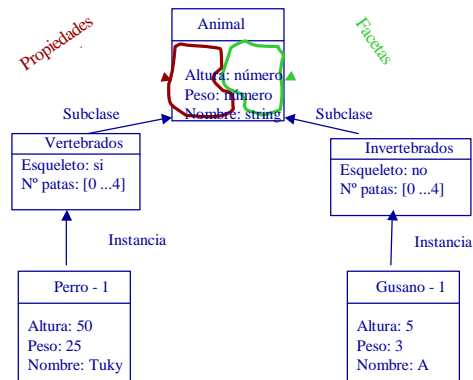 Propiedades
Animal
Facetas
Altura: número
Peso: número
Nombre: string
Subclase
Subclase
Vertebrados
Esqueleto: si
Nº patas: [0 ...4]
Invertebrados
Esqueleto: no
Nº patas: [0 ...4]
Instancia
Instancia
Perro - 1
Altura: 50
Peso: 25
Nombre: Tuky
Gusano - 1
Altura: 5
Peso: 3
Nombre: A